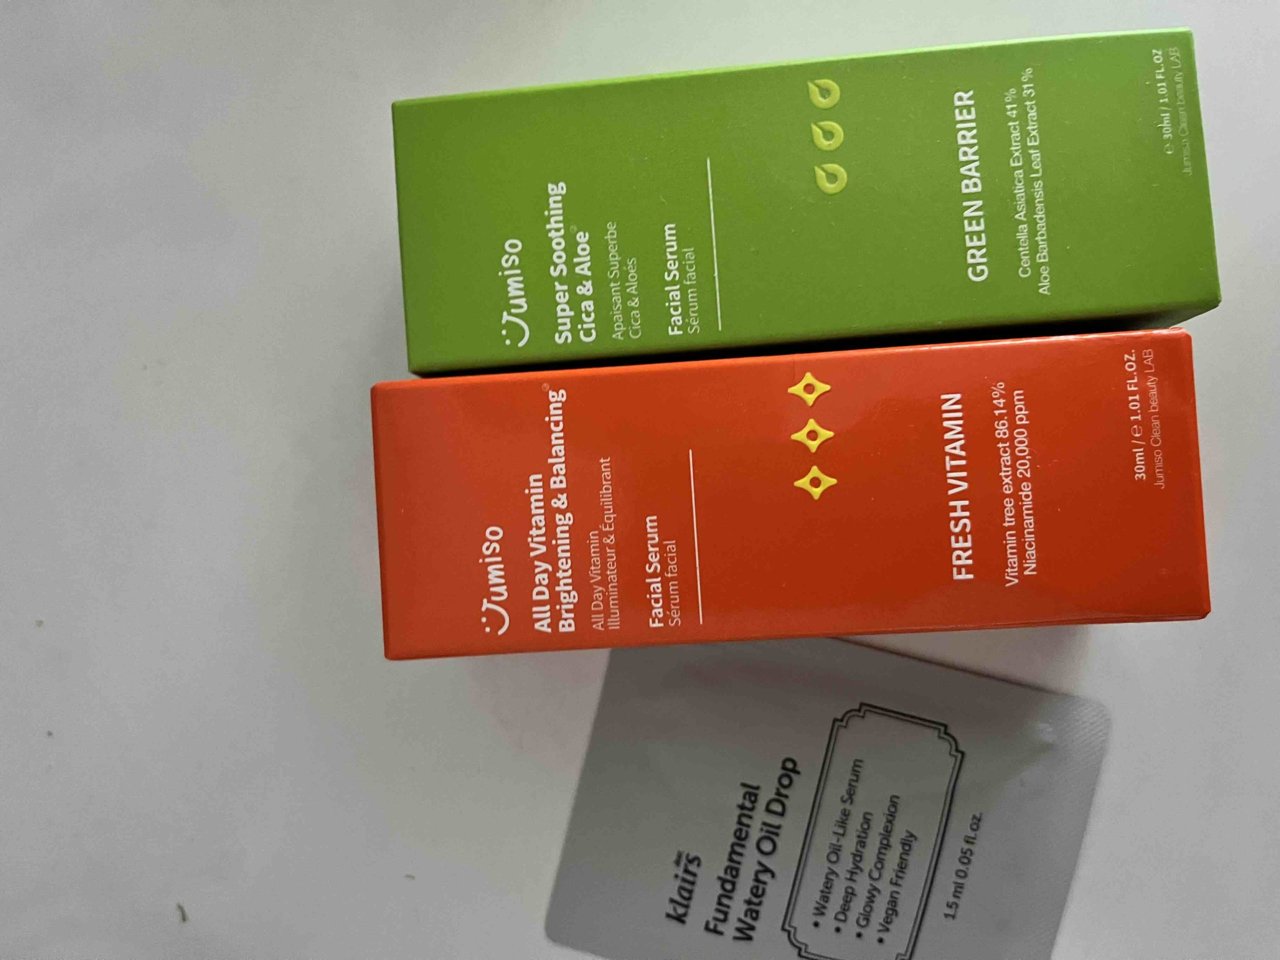 Jumiso
Super Soothing
Cica & Aloe
Apaisant Superbe
Cica & Aloès
Facial Serum
Sérum facial
GREEN BARRIER
Centella Asiatica Extract 41%
Aloe Barbadensis Leaf Extract 31%
℮ 30ml / 1.01 FL.OZ
Jumiso Clean beauty LAB
Jumiso
All Day Vitamin
Brightening & Balancing
All Day Vitamin
Illuminateur & Équilibrant
Facial Serum
Sérum facial
FRESH VITAMIN
Vitamin tree extract 86.14%
Niacinamide 20,000 ppm
30ml / ℮ 1.01 FL.OZ.
Jumiso Clean beauty LAB
klairs
Fundamental
Watery Oil Drop
• Watery Oil-Like Serum
• Deep Hydration
• Glowy Complexion
• Vegan Friendly
1.5 ml 0.05 fl.oz.